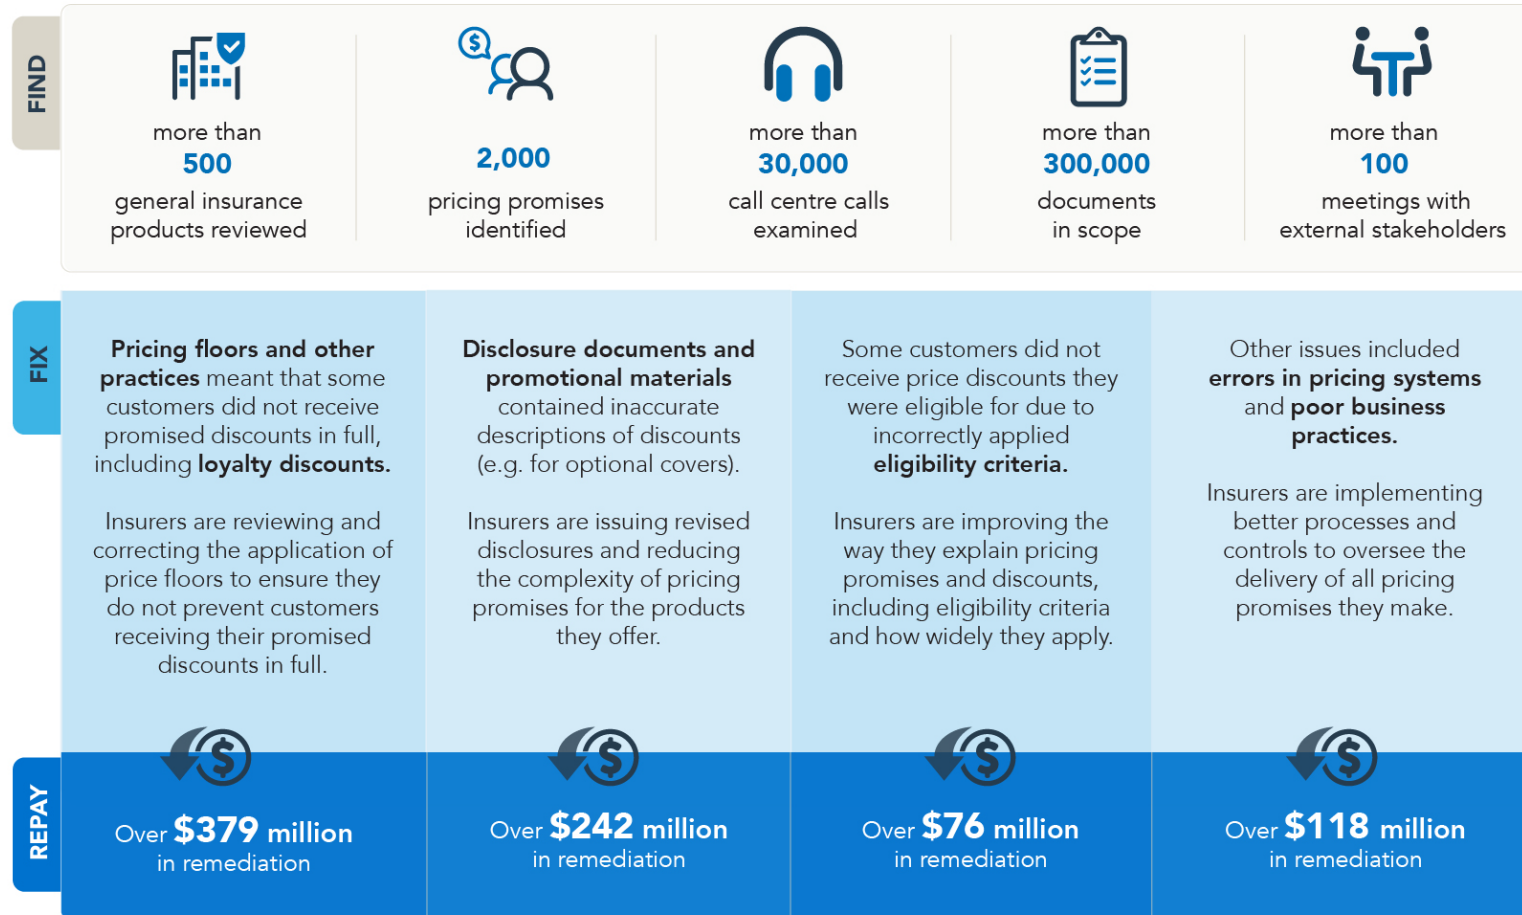 FIND
more than
500
general insurance
products reviewed
2,000
pricing promises
identified
more than
30,000
call centre calls
examined
more than
300,000
documents
in scope
more than
100
meetings with
external stakeholders
FIX
Pricing floors and other
practices meant that some
customers did not receive
promised discounts in full,
including loyalty discounts.
Insurers are reviewing and
correcting the application of
price floors to ensure they
do not prevent customers
receiving their promised
discounts in full.
Disclosure documents and
promotional materials
contained inaccurate
descriptions of discounts
(e.g. for optional covers).
Insurers are issuing revised
disclosures and reducing
the complexity of pricing
promises for the products
they offer.
Some customers did not
receive price discounts they
were eligible for due to
incorrectly applied
eligibility criteria.
Insurers are improving the
way they explain pricing
promises and discounts,
including eligibility criteria
and how widely they apply.
Other issues included
errors in pricing systems
and poor business
practices.
Insurers are implementing
better processes and
controls to oversee the
delivery of all pricing
promises they make.
REPAY
Over $379 million
in remediation
Over $242 million
in remediation
Over $76 million
in remediation
Over $118 million
in remediation